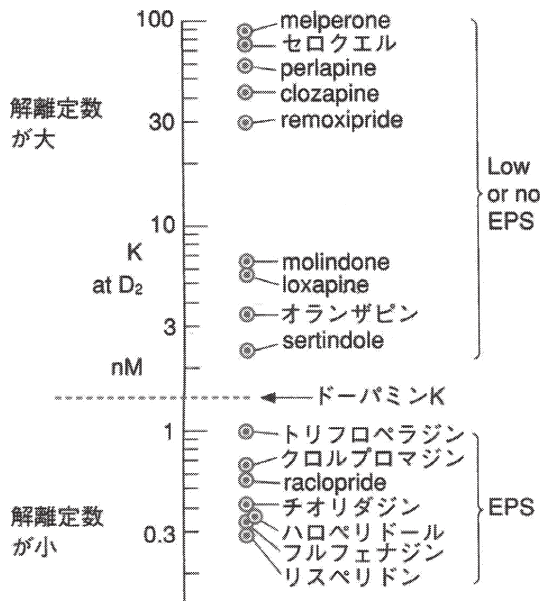 100
melperone
セロクエル
perlapine
clozapine
解離定数
が大
30
remoxipride
Low
or no
EPS
10
K
at D₂
molindone
loxapine
オランザピン
3
sertindole
nM
ドーパミンK
1
トリフロペラジン
クロルプロマジン
raclopride
チオリダジン
EPS
解離定数
が小
0.3
ハロペリドール
フルフェナジン
リスペリドン